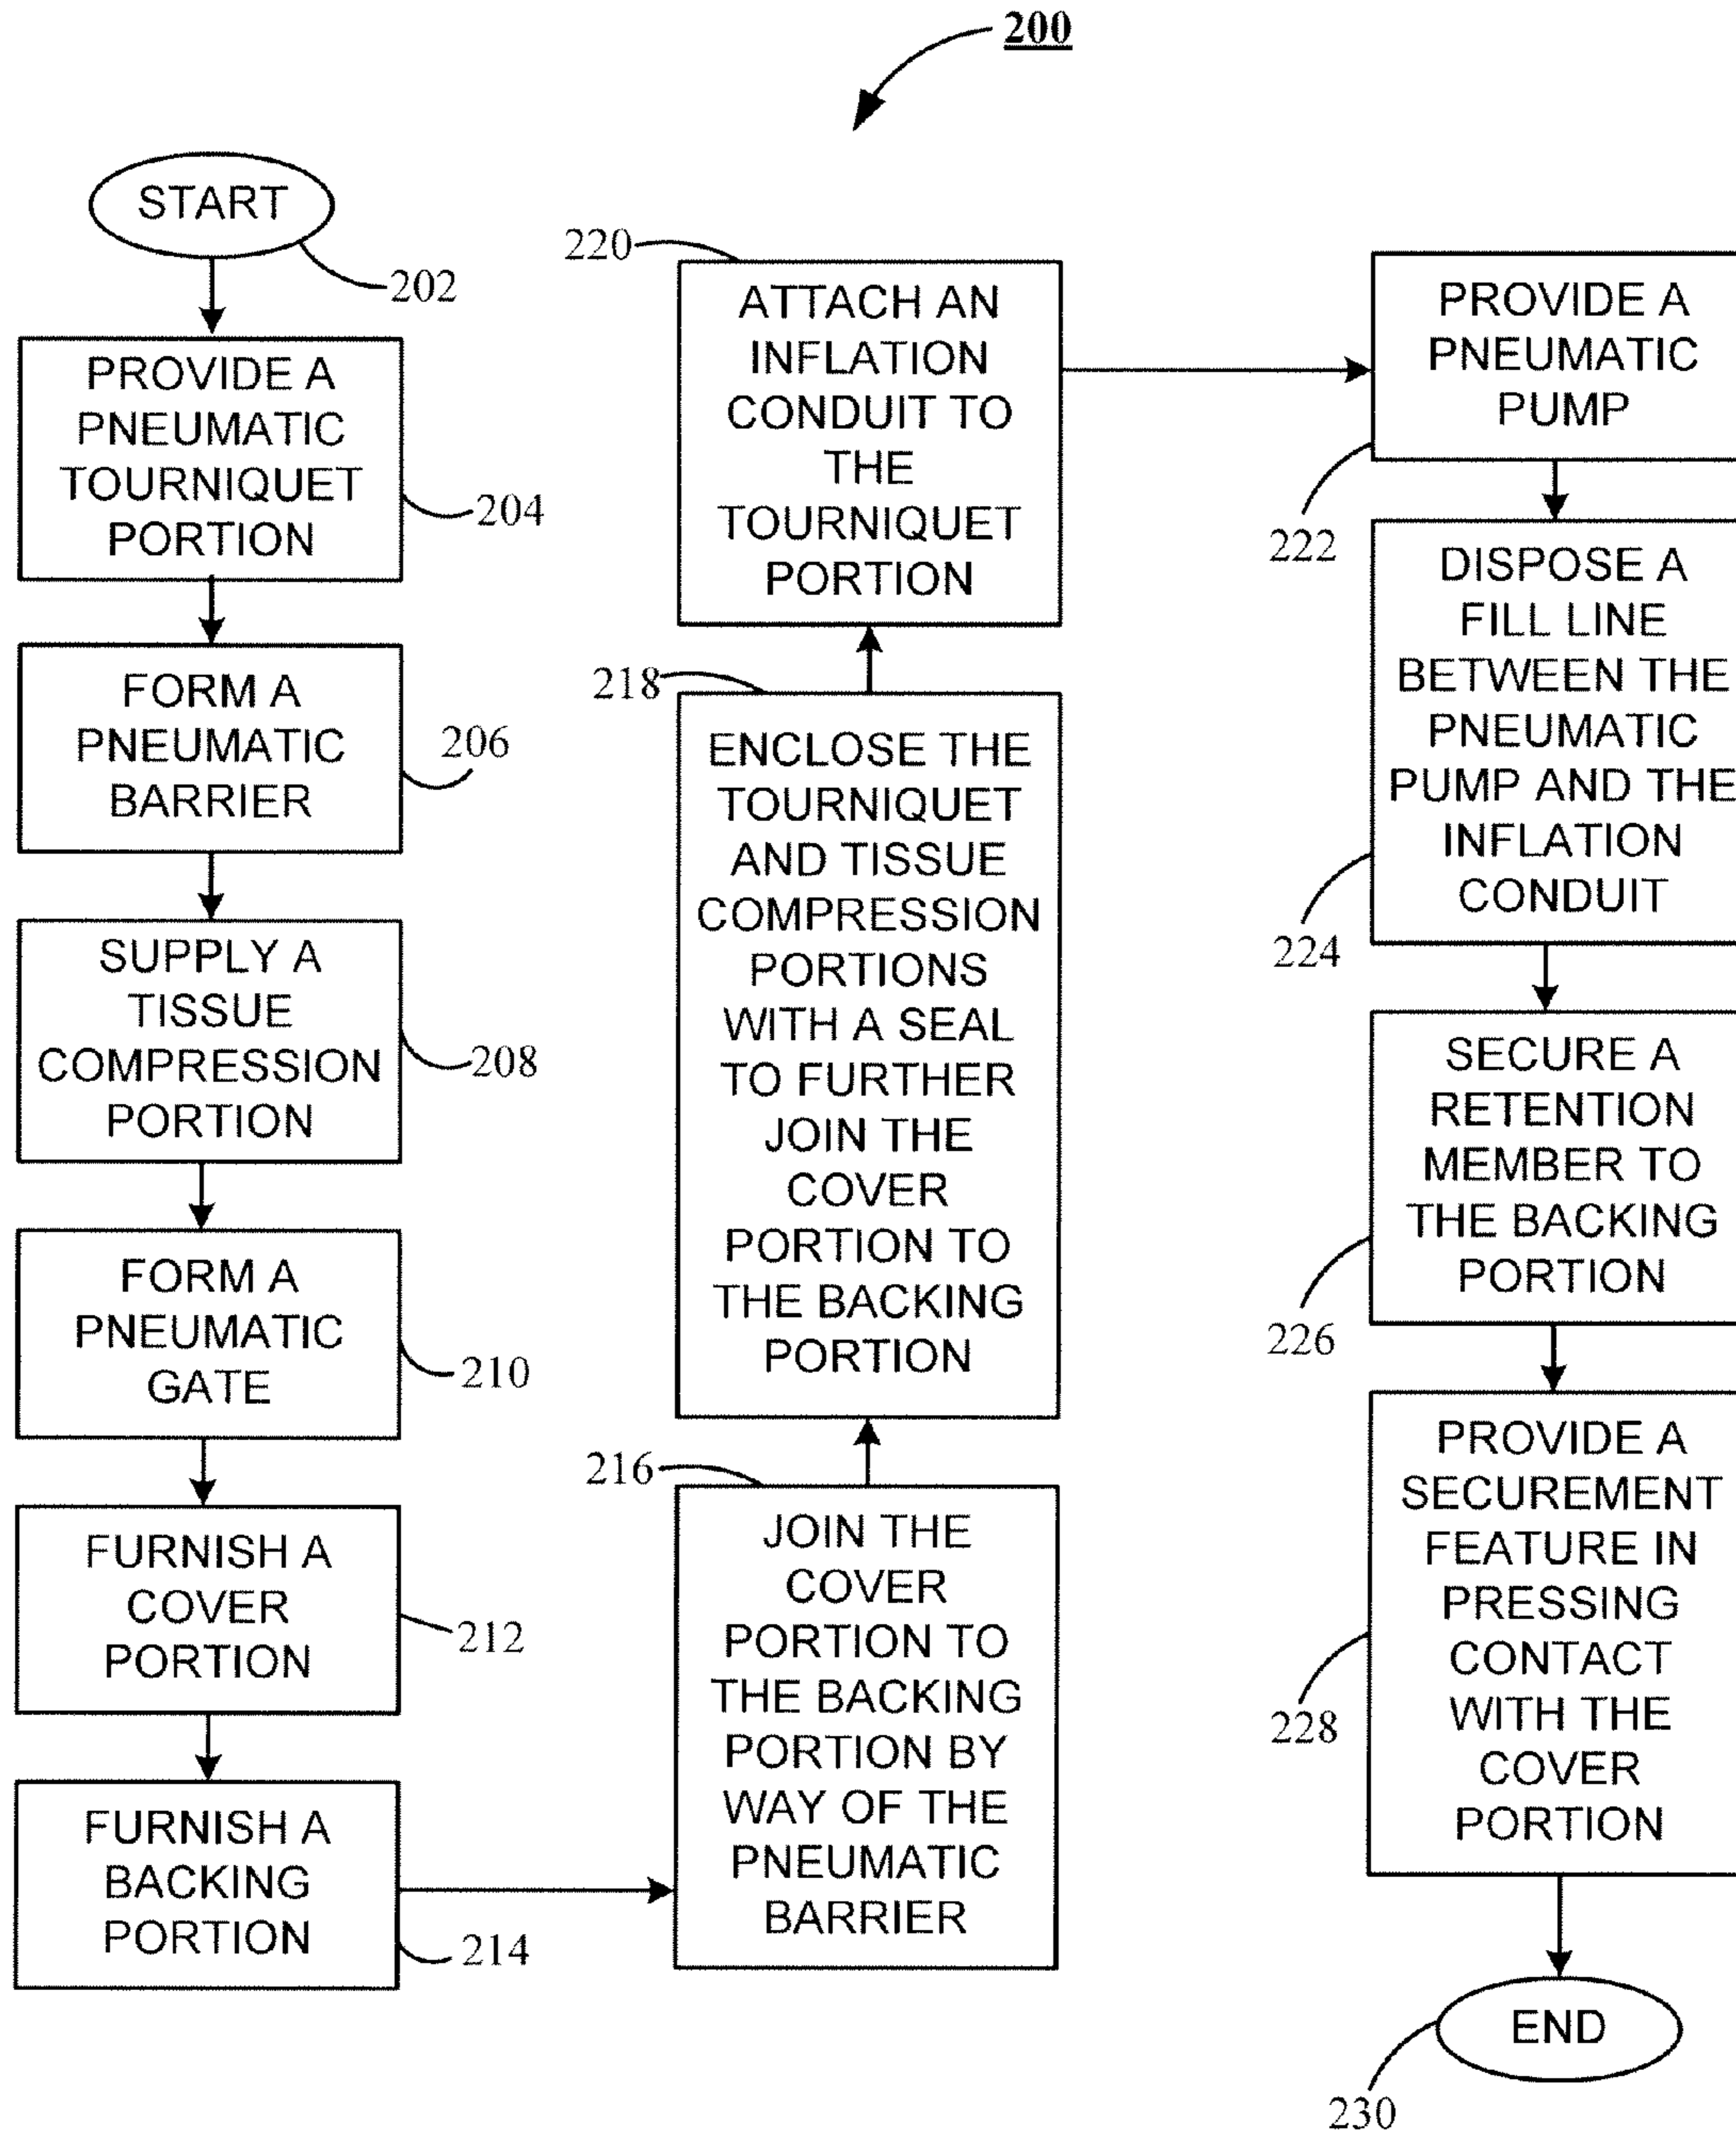 200
START
202
PROVIDE A
PNEUMATIC
TOURNIQUET
PORTION
204
FORM A
PNEUMATIC
BARRIER
206
SUPPLY A
TISSUE
COMPRESSION
PORTION
208
FORM A
PNEUMATIC
GATE
210
FURNISH A
COVER
PORTION
212
FURNISH A
BACKING
PORTION
214
216
JOIN THE
COVER
PORTION TO
THE BACKING
PORTION BY
WAY OF THE
PNEUMATIC
BARRIER
218
ENCLOSE THE
TOURNIQUET
AND TISSUE
COMPRESSION
PORTIONS
WITH A SEAL
TO FURTHER
JOIN THE
COVER
PORTION TO
THE BACKING
PORTION
220
ATTACH AN
INFLATION
CONDUIT TO
THE
TOURNIQUET
PORTION
PROVIDE A
PNEUMATIC
PUMP
222
DISPOSE A
FILL LINE
BETWEEN THE
PNEUMATIC
PUMP AND THE
INFLATION
CONDUIT
224
SECURE A
RETENTION
MEMBER TO
THE BACKING
PORTION
226
PROVIDE A
SECUREMENT
FEATURE IN
PRESSING
CONTACT
WITH THE
COVER
PORTION
228
END
230